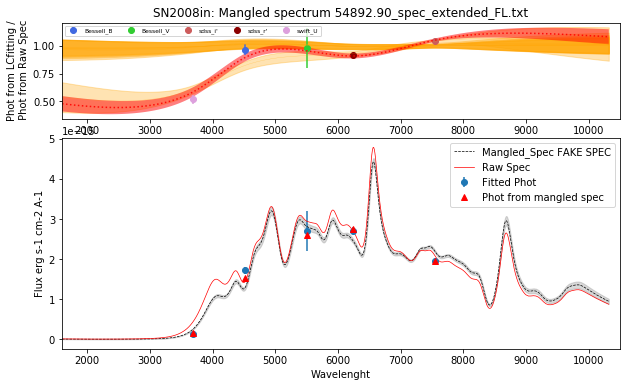 SN2008in: Mangled spectrum 54892.90_spec_extended_FL.txt
Phot from LCfitting /
Phot from Raw Spec
Bessell_B Bessell_V sdss_i' sdss_r' swift_U
1.00
0.75
0.50
2000 3000 4000 5000 6000 7000 8000 9000 10000
1e−15
Flux erg s-1 cm-2 A-1
5
4
3
2
1
0
Mangled_Spec FAKE SPEC
Raw Spec
Fitted Phot
Phot from mangled spec
2000 3000 4000 5000 6000 7000 8000 9000 10000
Wavelenght